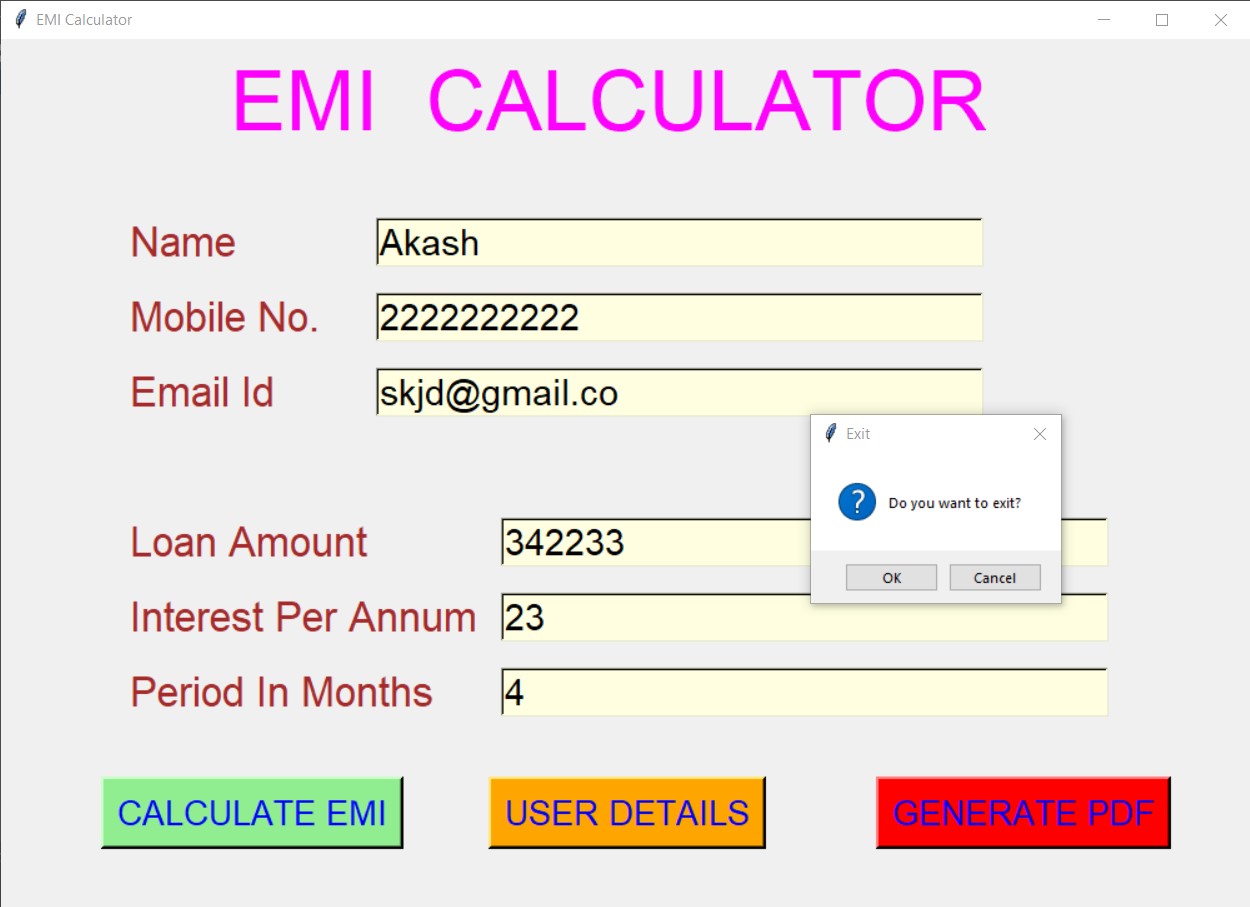 EMI Calculator
EMI CALCULATOR
Name
Akash
Mobile No.
2222222222
Email Id
skjd@gmail.co
Exit
? Do you want to exit?
OK
Cancel
Loan Amount
342233
Interest Per Annum
23
Period In Months
4
CALCULATE EMI
USER DETAILS
GENERATE PDF